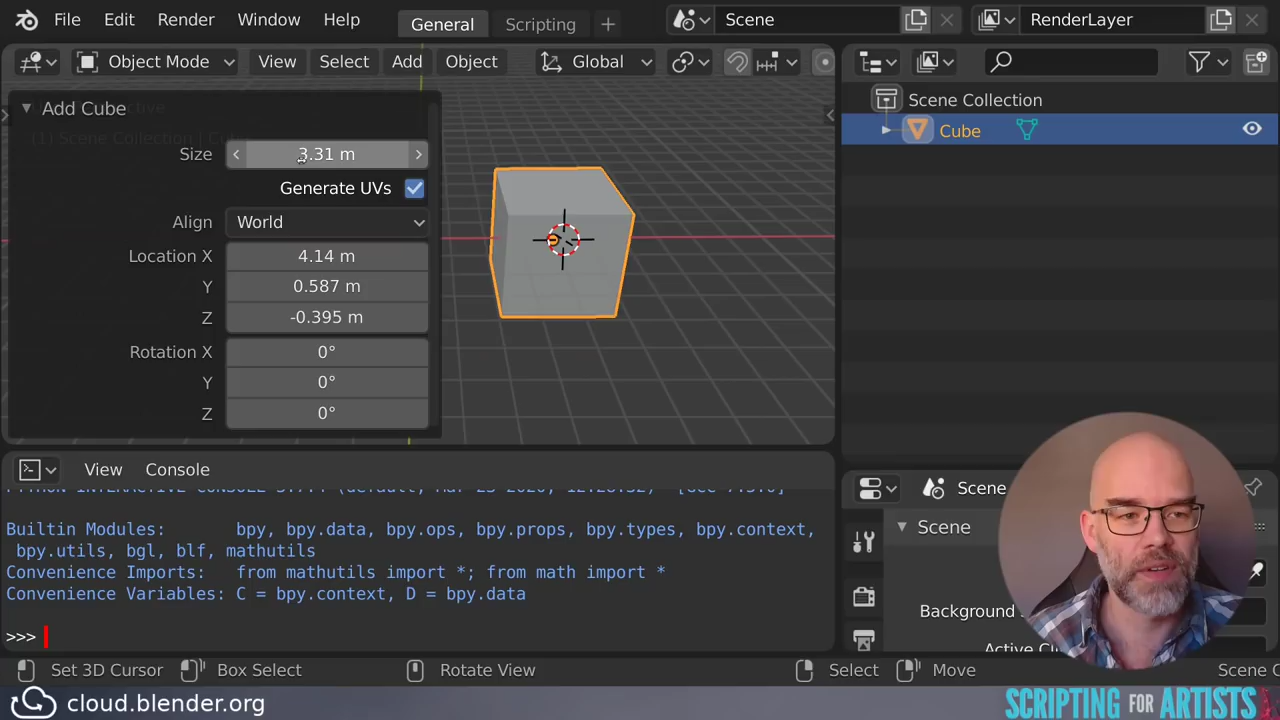 File Edit Render Window Help General Scripting + Scene RenderLayer
Object Mode View Select Add Object Global
Add Cube
Scene Collection
Cube
Size 3.31 m
Generate UVs
Align World
Location X 4.14 m
Y 0.587 m
Z -0.395 m
Rotation X 0°
Y 0°
Z 0°
View Console
Scene
Scene
Background
Builtin Modules: bpy, bpy.data, bpy.ops, bpy.props, bpy.types, bpy.context,
bpy.utils, bgl, blf, mathutils
Convenience Imports: from mathutils import *; from math import *
Convenience Variables: C = bpy.context, D = bpy.data
>>>
Set 3D Cursor Box Select Rotate View Select Move Scene C
cloud.blender.org
SCRIPTING FOR ARTISTS